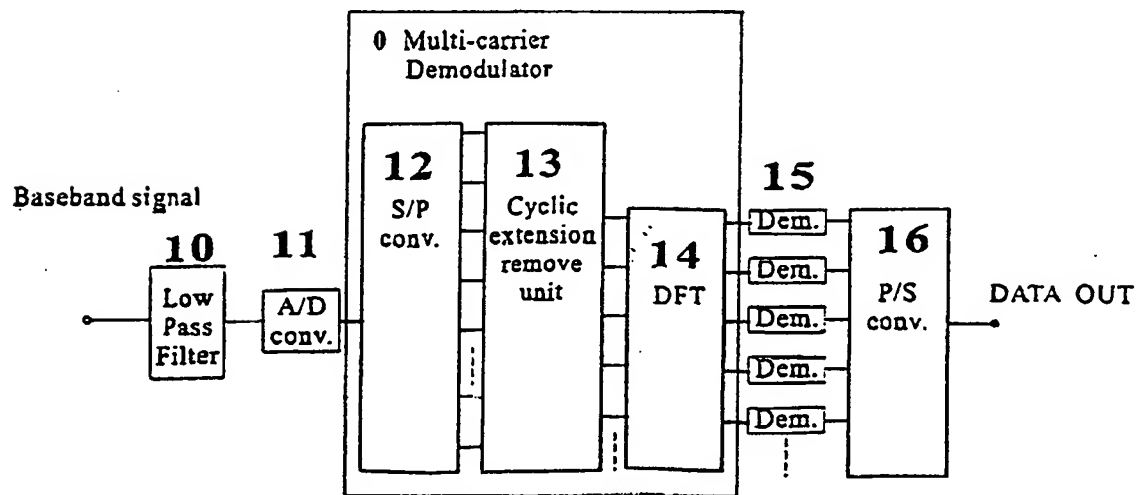 0 Multi-carrier
Demodulator
Baseband signal
10
Low
Pass
Filter
11
A/D
conv.
12
S/P
conv.
13
Cyclic
extension
remove
unit
14
DFT
15
Dem.
Dem.
Dem.
Dem.
Dem.
16
P/S
conv.
DATA OUT